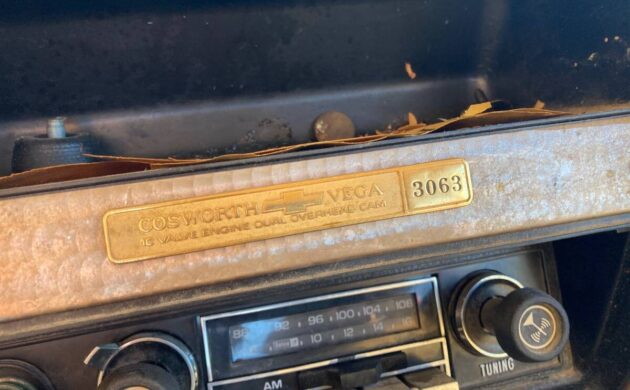 COSWORTH VEGA
16 VALVE ENGINE DUAL OVERHEAD CAM
3063
88 92 96 100 104 108
8 10 12 14 16
AM
TUNING